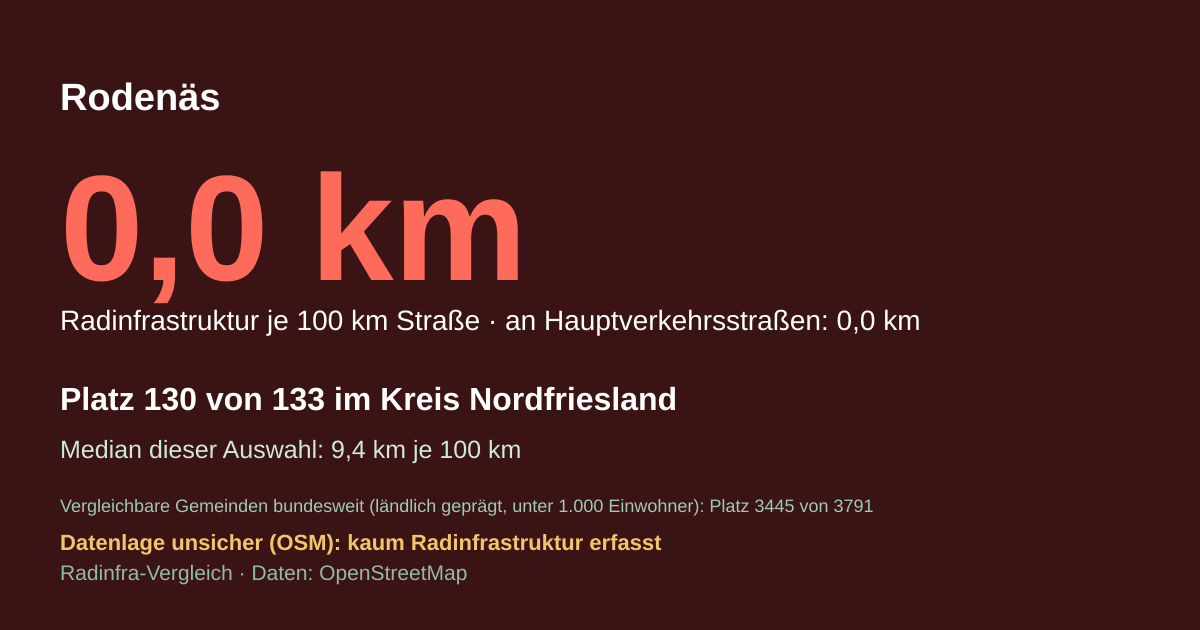 Rodenäs
0,0 km
Radinfrastruktur je 100 km Straße · an Hauptverkehrsstraßen: 0,0 km
Platz 130 von 133 im Kreis Nordfriesland
Median dieser Auswahl: 9,4 km je 100 km
Vergleichbare Gemeinden bundesweit (ländlich geprägt, unter 1.000 Einwohner): Platz 3445 von 3791
Datenlage unsicher (OSM): kaum Radinfrastruktur erfasst
Radinfra-Vergleich · Daten: OpenStreetMap